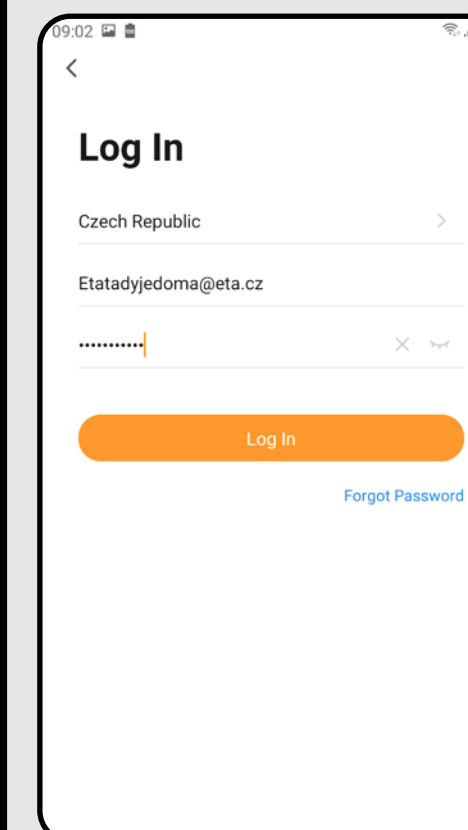 09:02
Log In
Czech Republic
Etatadyjedoma@eta.cz
•••••••••••
Log In
Forgot Password